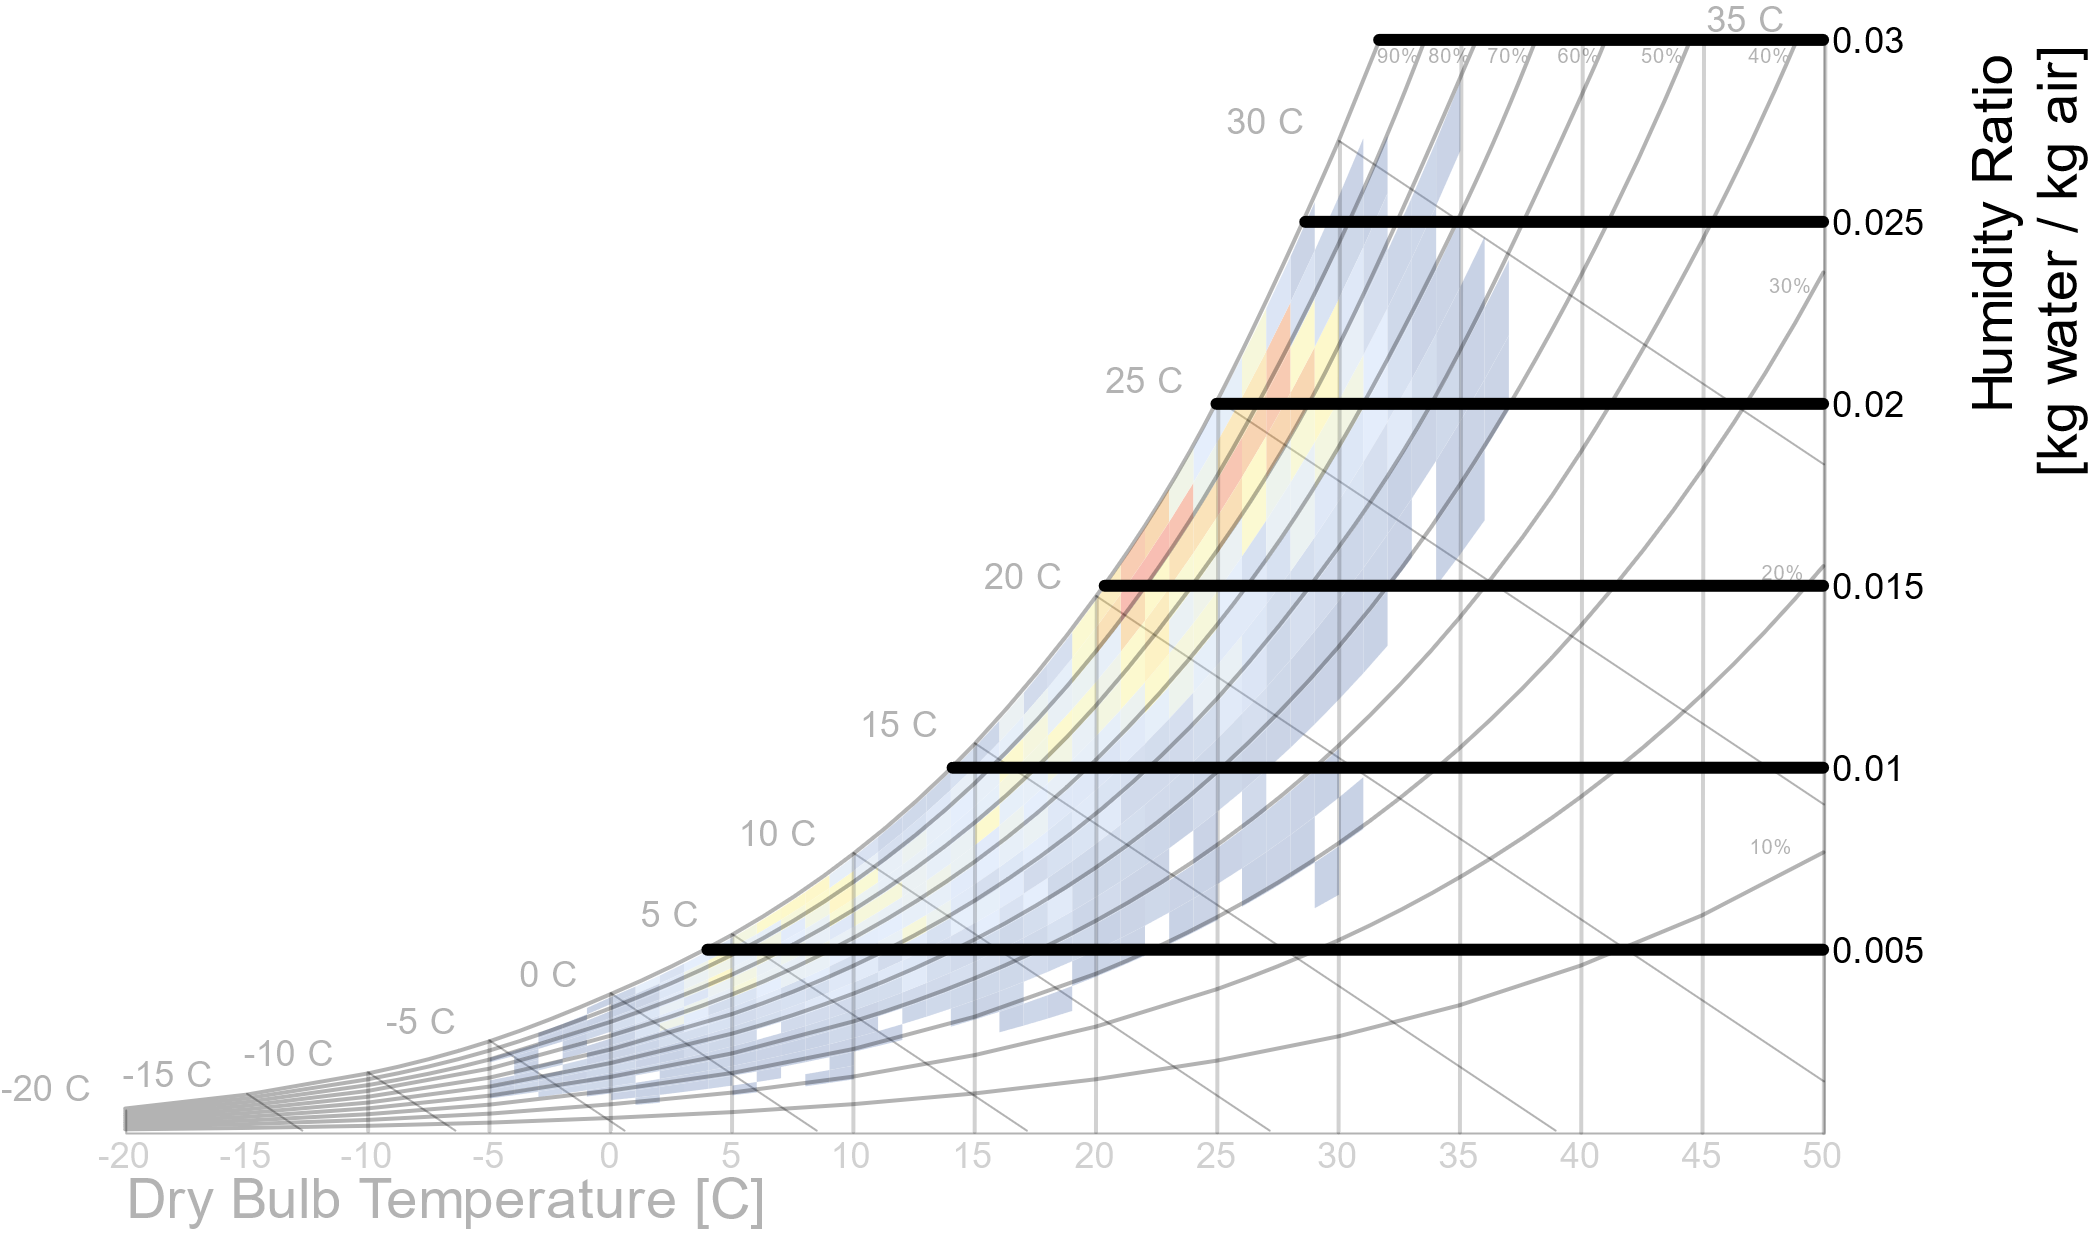 35 C
0.03
90% 80% 70% 60% 50% 40%
30 C
0.025
30%
25 C
0.02
20 C
20%
0.015
15 C
0.01
10 C
10%
5 C
0.005
0 C
-5 C
-10 C
-15 C
-20 C
-20 -15 -10 -5 0 5 10 15 20 25 30 35 40 45 50
Dry Bulb Temperature [C]
Humidity Ratio
[kg water / kg air]